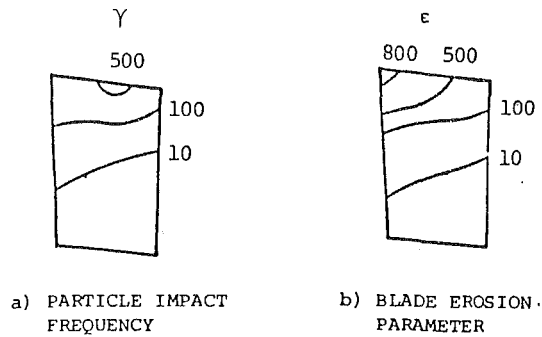 γ
500
100
10
a) PARTICLE IMPACT
FREQUENCY
ε
800 500
100
10
b) BLADE EROSION.
PARAMETER